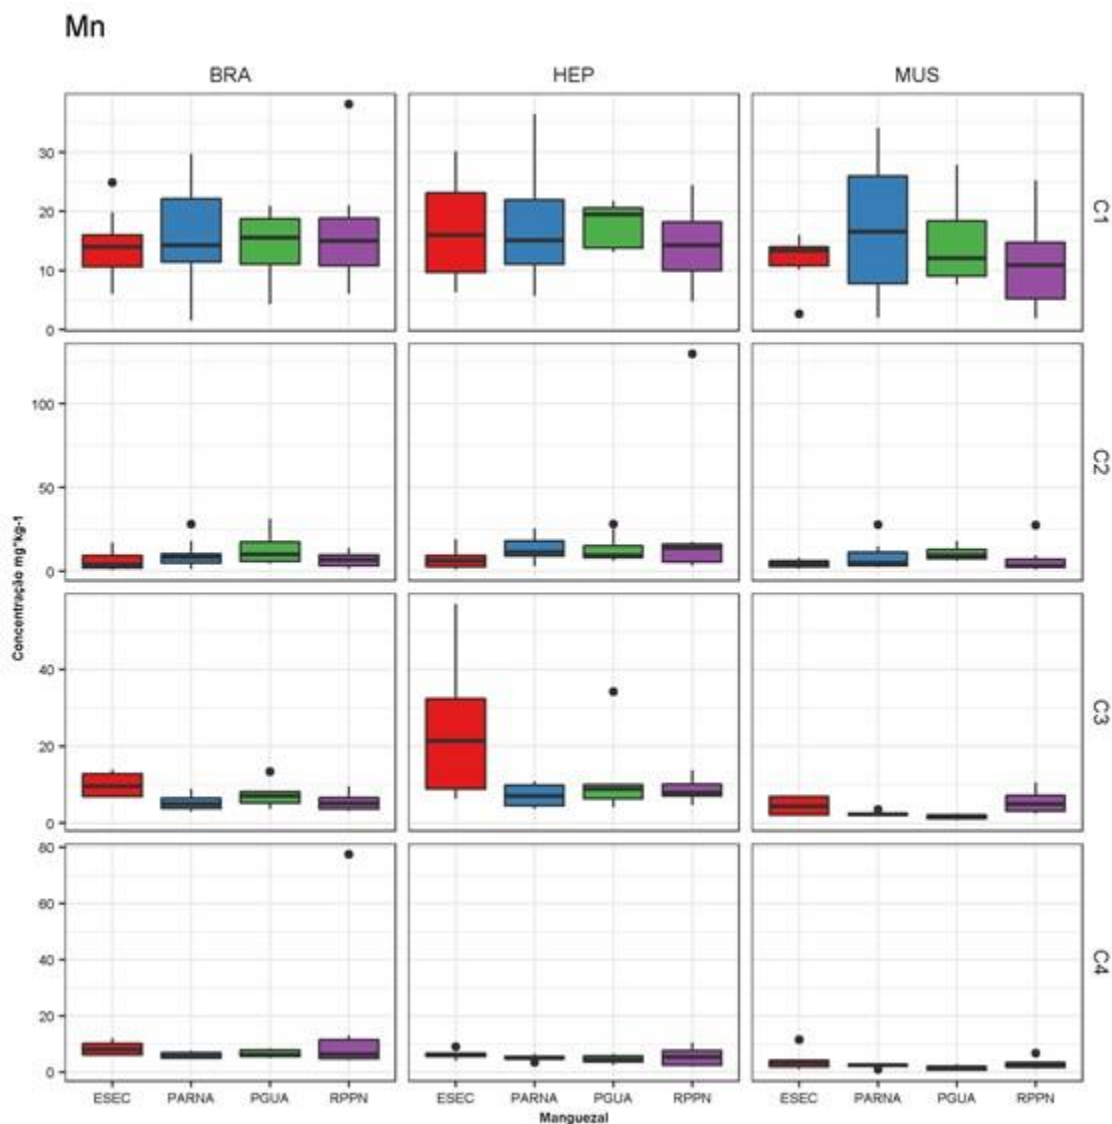 Mn
BRA HEP MUS
30
20
10
0
C1
100
50
0
C2
40
20
0
C3
80
60
40
20
0
C4
Concentração mg*kg-1
ESEC PARNA PGUA RPPN ESEC PARNA PGUA RPPN ESEC PARNA PGUA RPPN
Manguezal